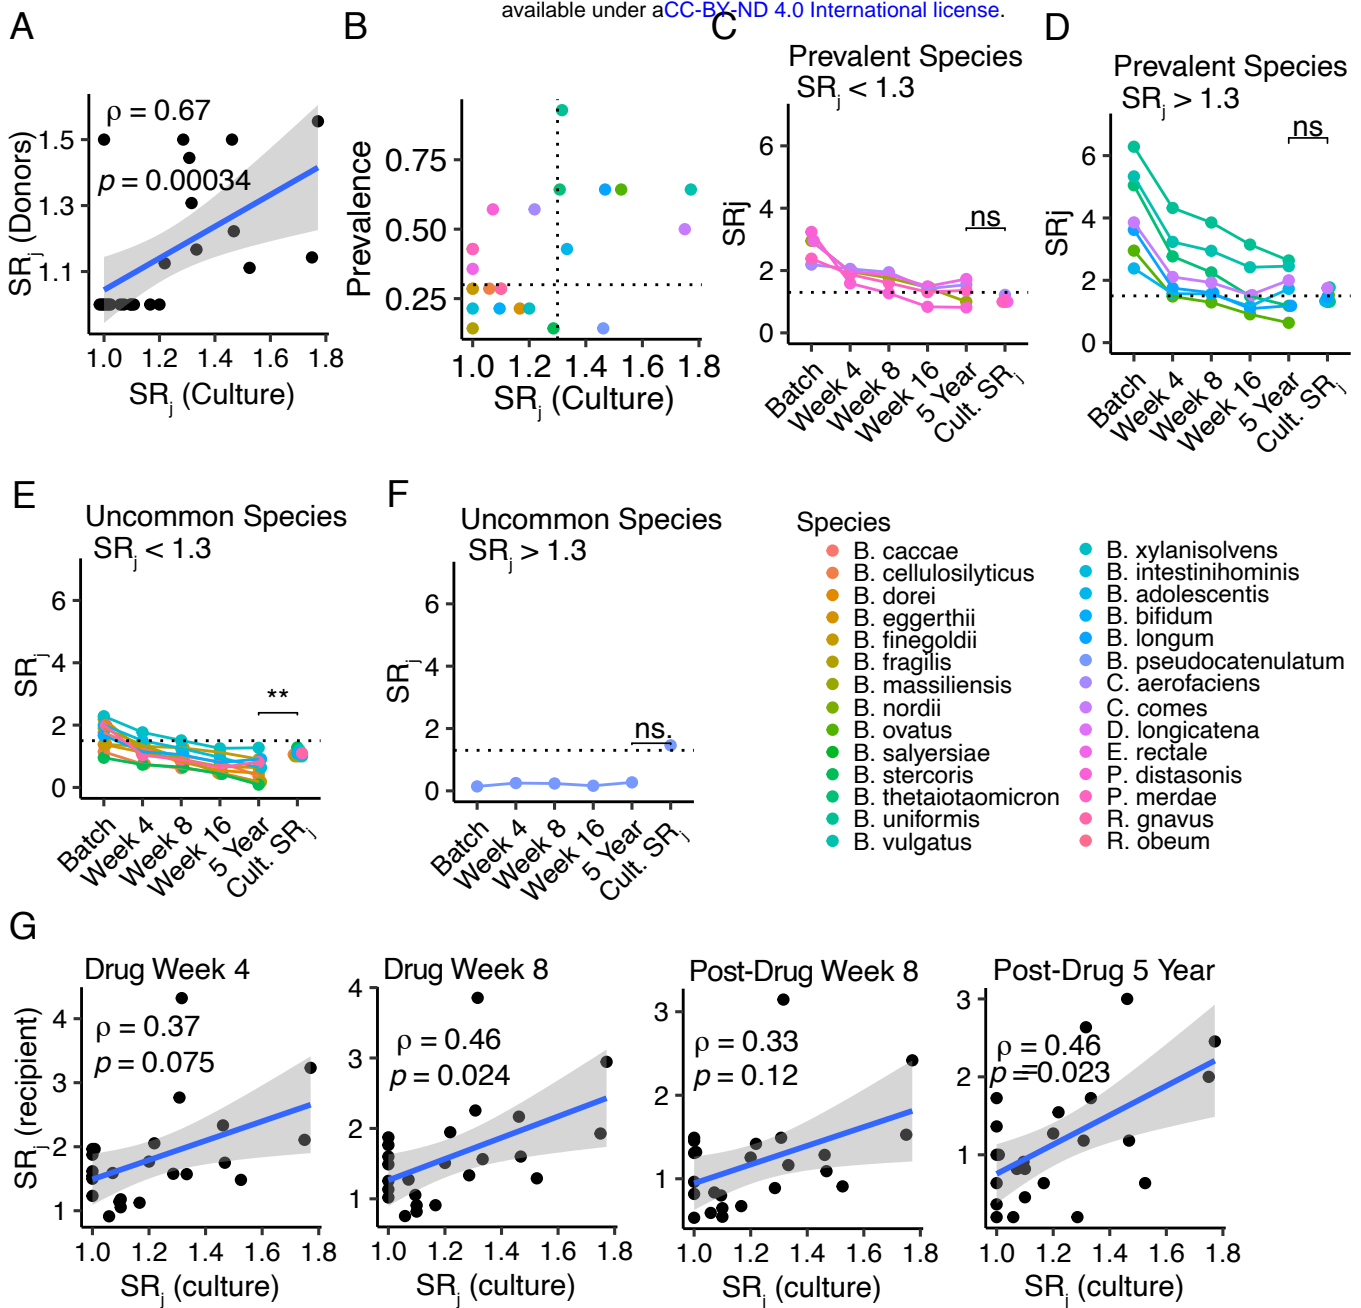 available under aCC-BY-ND 4.0 International license.
A
ρ = 0.67
p = 0.00034
SRj (Donors)
1.5
1.3
1.1
1.0 1.2 1.4 1.6 1.8
SRj (Culture)
B
Prevalence
0.75
0.50
0.25
1.0 1.2 1.4 1.6 1.8
SRj (Culture)
C
Prevalent Species
SRj < 1.3
SRj
6
4
2
0
ns
Batch
Week 4
Week 8
Week 16
5 Year
Cult. SRj
D
Prevalent Species
SRj > 1.3
SRj
6
4
2
0
ns
Batch
Week 4
Week 8
Week 16
5 Year
Cult. SRj
E
Uncommon Species
SRj < 1.3
SRj
6
4
2
0
**
Batch
Week 4
Week 8
Week 16
5 Year
Cult. SRj
F
Uncommon Species
SRj > 1.3
SRj
6
4
2
0
ns
Batch
Week 4
Week 8
Week 16
5 Year
Cult. SRj
Species
B. caccae
B. cellulosilyticus
B. dorei
B. eggerthii
B. finegoldii
B. fragilis
B. massiliensis
B. nordii
B. ovatus
B. salyersiae
B. stercoris
B. thetaiotaomicron
B. uniformis
B. vulgatus
B. xylanisolvens
B. intestinihominis
B. adolescentis
B. bifidum
B. longum
B. pseudocatenulatum
C. aerofaciens
C. comes
D. longicatena
E. rectale
P. distasonis
P. merdae
R. gnavus
R. obeum
G
Drug Week 4
ρ = 0.37
p = 0.075
SRj (recipient)
4
3
2
1
1.0 1.2 1.4 1.6 1.8
SRj (culture)
Drug Week 8
ρ = 0.46
p = 0.024
4
3
2
1
1.0 1.2 1.4 1.6 1.8
SRj (culture)
Post-Drug Week 8
ρ = 0.33
p = 0.12
3
2
1
1.0 1.2 1.4 1.6 1.8
SRj (culture)
Post-Drug 5 Year
ρ = 0.46
p = 0.023
3
2
1
1.0 1.2 1.4 1.6 1.8
SRj (culture)